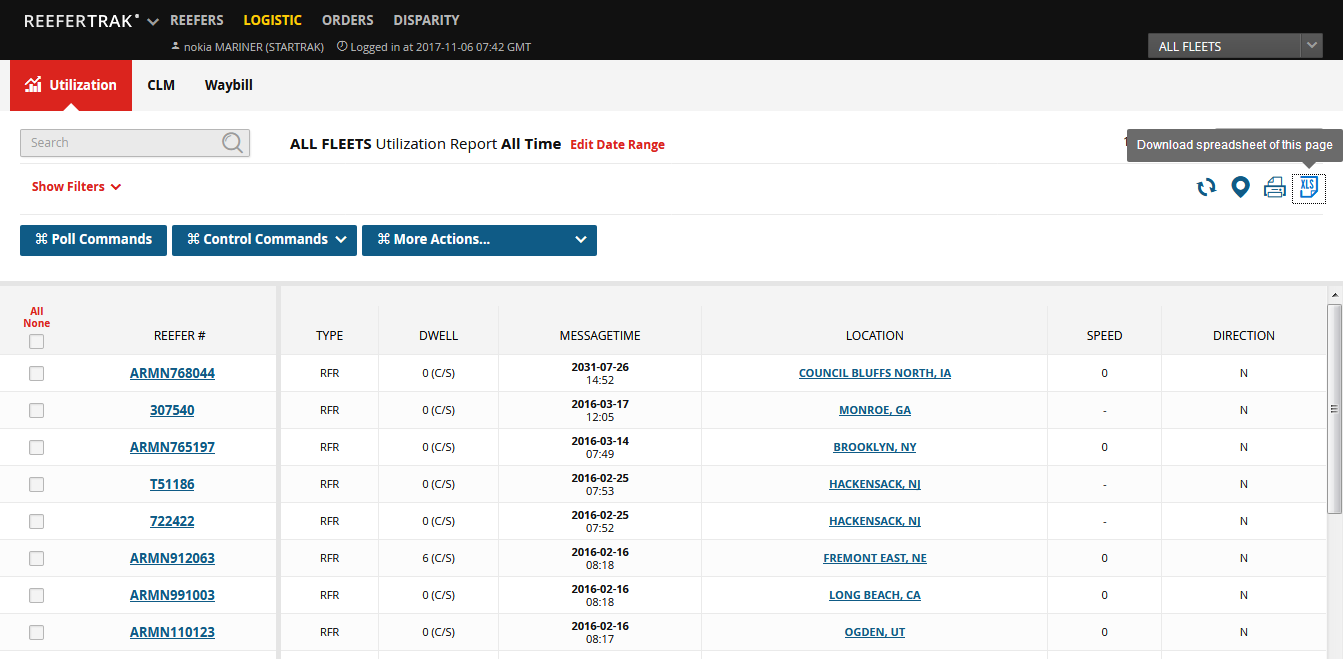 REEFERTRAK REEFERS LOGISTIC ORDERS DISPARITY
nokia MARINER (STARTRAK) Logged in at 2017-11-06 07:42 GMT
ALL FLEETS
Utilization CLM Waybill
Search
ALL FLEETS Utilization Report All Time Edit Date Range
Download spreadsheet of this page
Show Filters
XLS
⌘ Poll Commands ⌘ Control Commands ⌘ More Actions...
All
None
REEFER # TYPE DWELL MESSAGETIME LOCATION SPEED DIRECTION
ARMN768044 RFR 0 (C/S) 2031-07-26 14:52 COUNCIL BLUFFS NORTH, IA 0 N
307540 RFR 0 (C/S) 2016-03-17 12:05 MONROE, GA - N
ARMN765197 RFR 0 (C/S) 2016-03-14 07:49 BROOKLYN, NY 0 N
T51186 RFR 0 (C/S) 2016-02-25 07:53 HACKENSACK, NJ - N
722422 RFR 0 (C/S) 2016-02-25 07:52 HACKENSACK, NJ - N
ARMN912063 RFR 6 (C/S) 2016-02-16 08:18 FREMONT EAST, NE 0 N
ARMN991003 RFR 0 (C/S) 2016-02-16 08:18 LONG BEACH, CA 0 N
ARMN110123 RFR 0 (C/S) 2016-02-16 08:17 OGDEN, UT 0 N